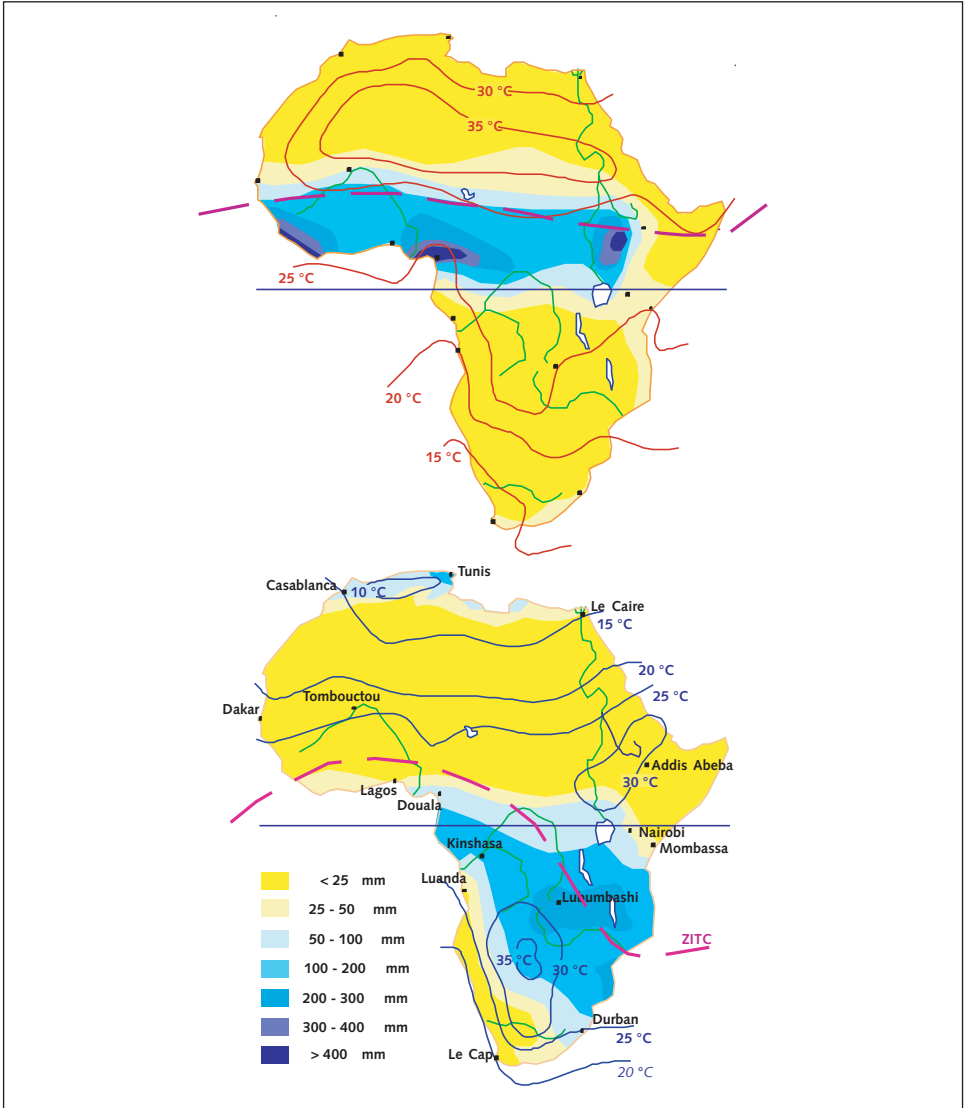 30 °C
35 °C
25 °C
20 °C
15 °C
Tunis
Casablanca
10 °C
Le Caire
15 °C
20 °C
25 °C
Tombouctou
Dakar
Addis Abeba
30 °C
Lagos
Douala
Nairobi
Kinshasa
Mombassa
Luanda
< 25 mm
Lubumbashi
25 - 50 mm
50 - 100 mm
ZITC
35 °C
30 °C
100 - 200 mm
200 - 300 mm
Durban
300 - 400 mm
25 °C
> 400 mm
Le Cap
20 °C